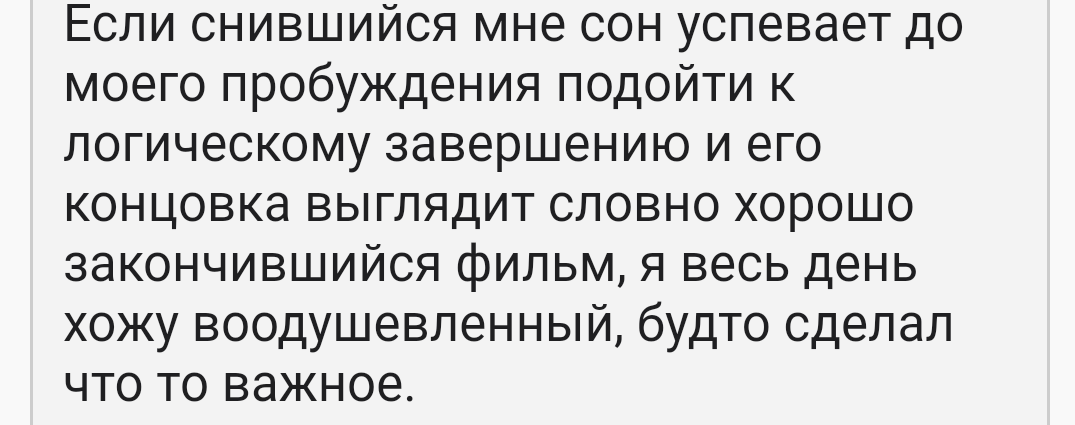 Если снившийся мне сон успевает до
моего пробуждения подойти к
логическому завершению и его
концовка выглядит словно хорошо
закончившийся фильм, я весь день
хожу воодушевленный, будто сделал
что то важное.